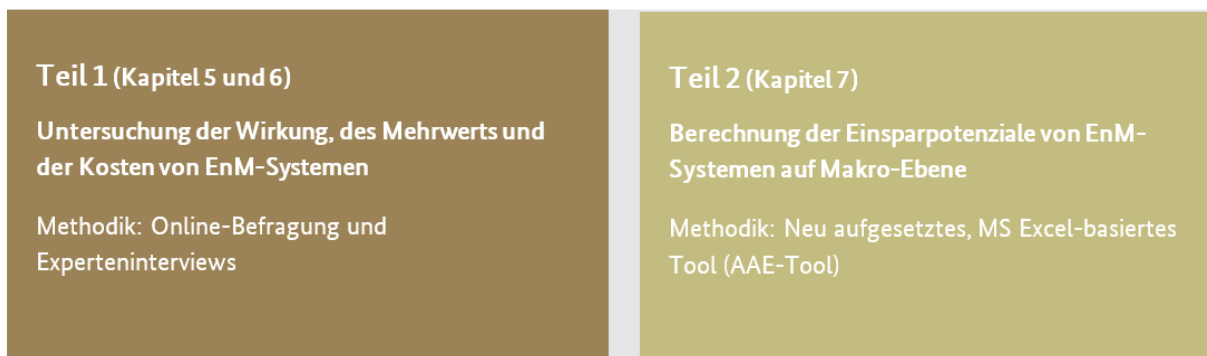 Teil 1 (Kapitel 5 und 6)
Untersuchung der Wirkung, des Mehrwerts und
der Kosten von EnM-Systemen
Methodik: Online-Befragung und
Experteninterviews
Teil 2 (Kapitel 7)
Berechnung der Einsparpotenziale von EnM-
Systemen auf Makro-Ebene
Methodik: Neu aufgesetztes, MS Excel-basiertes
Tool (AAE-Tool)